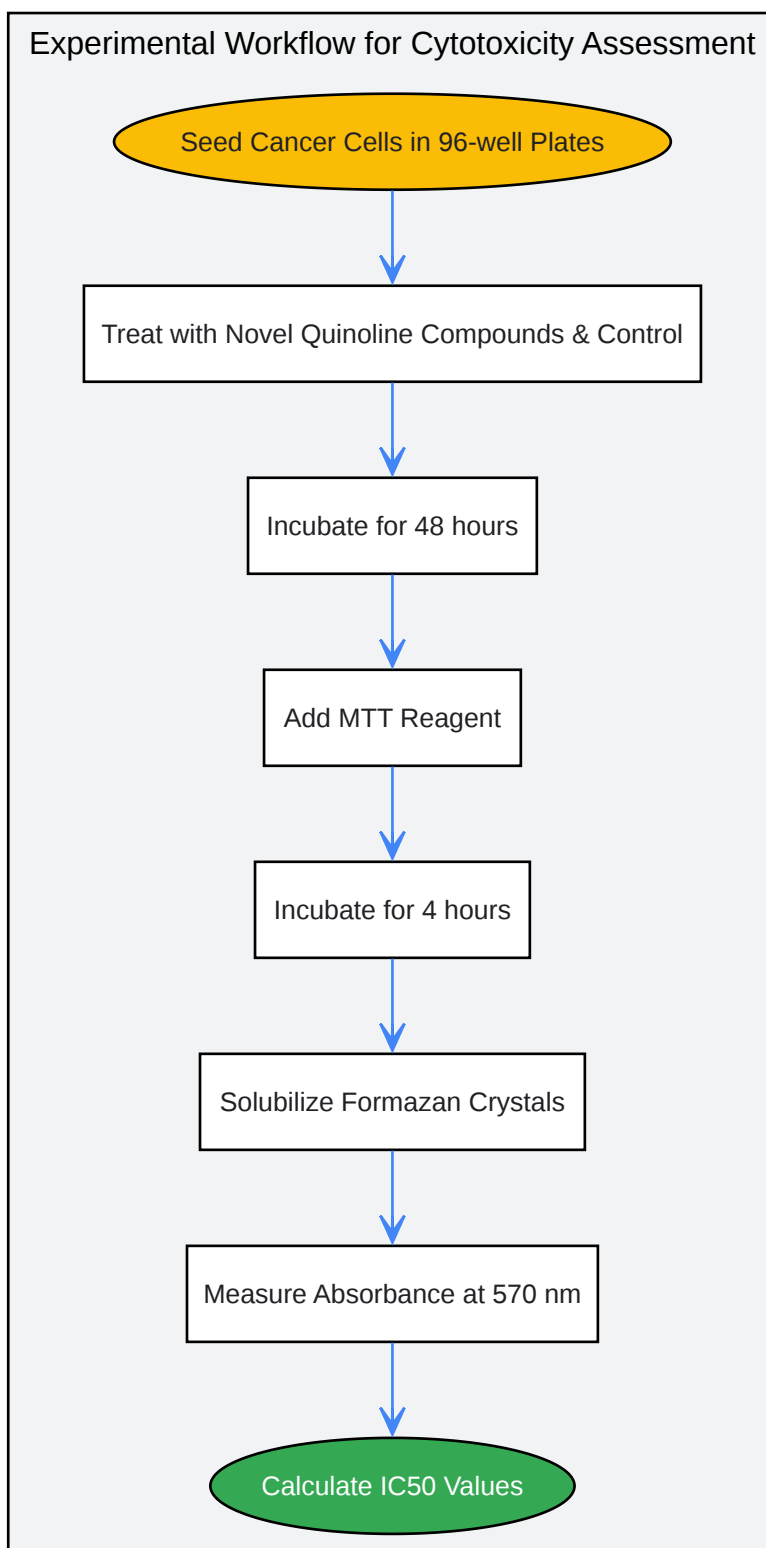 Experimental Workflow for Cytotoxicity Assessment
Seed Cancer Cells in 96-well Plates
Treat with Novel Quinoline Compounds & Control
Incubate for 48 hours
Add MTT Reagent
Incubate for 4 hours
Solubilize Formazan Crystals
Measure Absorbance at 570 nm
Calculate IC50 Values